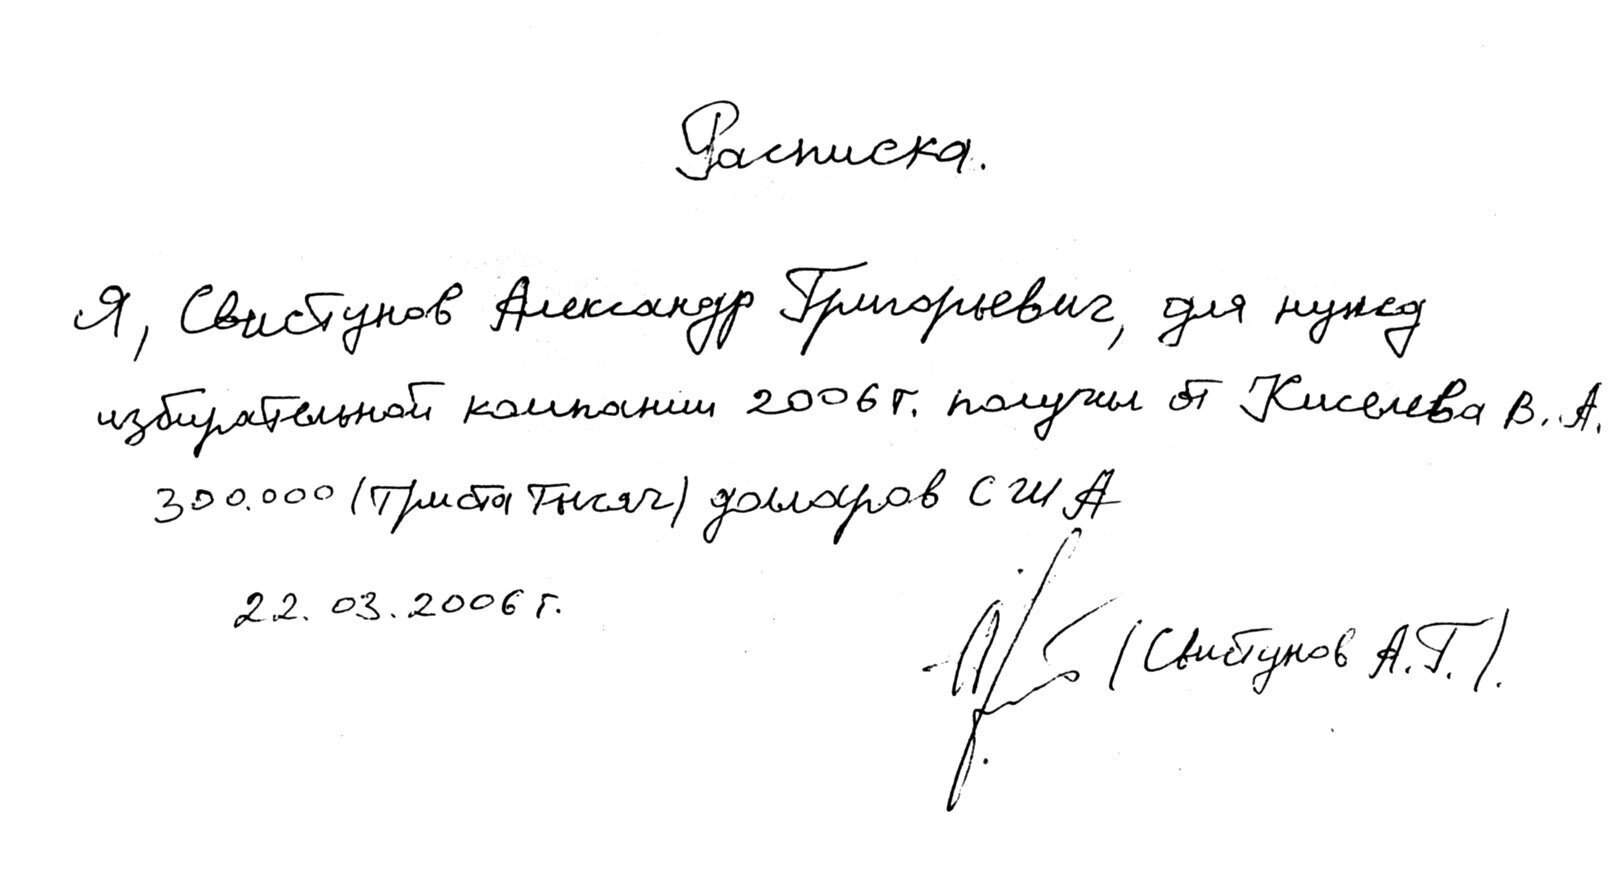 Расписка.
Я, Свистунов Александр Григорьевич, для нужд
избирательной компании 2006г. получил от Киселева В.А.
300.000 (триста тысяч) долларов США
22.03.2006г.
(Свистунов А.Г.).